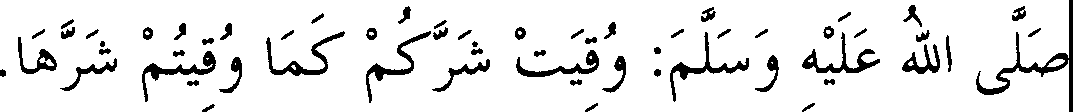 صَلَّى اللهُ عَلَيْهِ وَسَلَّمَ: وُقِيَتْ شَرَّكُمْ كَمَا وُقِيتُمْ شَرَّهَا.